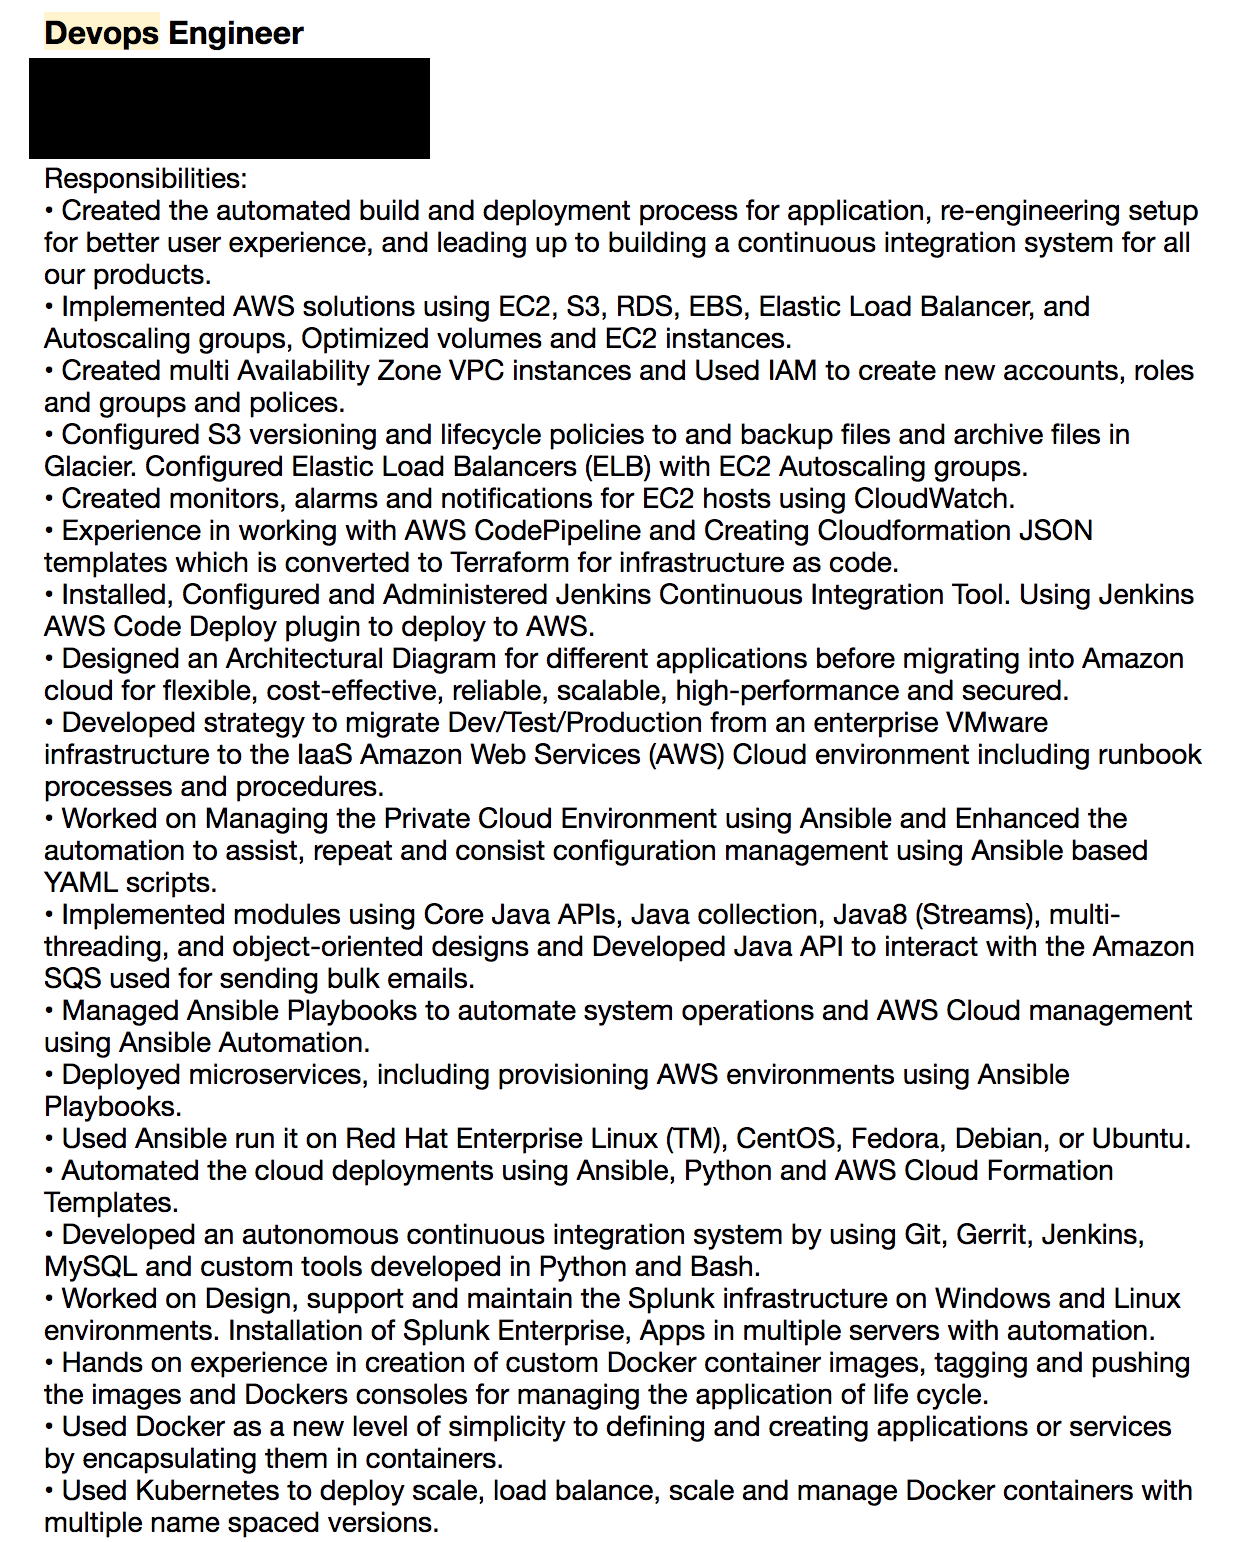 Devops Engineer
Responsibilities:
• Created the automated build and deployment process for application, re-engineering setup
for better user experience, and leading up to building a continuous integration system for all
our products.
• Implemented AWS solutions using EC2, S3, RDS, EBS, Elastic Load Balancer, and
Autoscaling groups, Optimized volumes and EC2 instances.
• Created multi Availability Zone VPC instances and Used IAM to create new accounts, roles
and groups and polices.
• Configured S3 versioning and lifecycle policies to and backup files and archive files in
Glacier. Configured Elastic Load Balancers (ELB) with EC2 Autoscaling groups.
• Created monitors, alarms and notifications for EC2 hosts using CloudWatch.
• Experience in working with AWS CodePipeline and Creating Cloudformation JSON
templates which is converted to Terraform for infrastructure as code.
• Installed, Configured and Administered Jenkins Continuous Integration Tool. Using Jenkins
AWS Code Deploy plugin to deploy to AWS.
• Designed an Architectural Diagram for different applications before migrating into Amazon
cloud for flexible, cost-effective, reliable, scalable, high-performance and secured.
• Developed strategy to migrate Dev/Test/Production from an enterprise VMware
infrastructure to the IaaS Amazon Web Services (AWS) Cloud environment including runbook
processes and procedures.
• Worked on Managing the Private Cloud Environment using Ansible and Enhanced the
automation to assist, repeat and consist configuration management using Ansible based
YAML scripts.
• Implemented modules using Core Java APIs, Java collection, Java8 (Streams), multi-
threading, and object-oriented designs and Developed Java API to interact with the Amazon
SQS used for sending bulk emails.
• Managed Ansible Playbooks to automate system operations and AWS Cloud management
using Ansible Automation.
• Deployed microservices, including provisioning AWS environments using Ansible
Playbooks.
• Used Ansible run it on Red Hat Enterprise Linux (TM), CentOS, Fedora, Debian, or Ubuntu.
• Automated the cloud deployments using Ansible, Python and AWS Cloud Formation
Templates.
• Developed an autonomous continuous integration system by using Git, Gerrit, Jenkins,
MySQL and custom tools developed in Python and Bash.
• Worked on Design, support and maintain the Splunk infrastructure on Windows and Linux
environments. Installation of Splunk Enterprise, Apps in multiple servers with automation.
• Hands on experience in creation of custom Docker container images, tagging and pushing
the images and Dockers consoles for managing the application of life cycle.
• Used Docker as a new level of simplicity to defining and creating applications or services
by encapsulating them in containers.
• Used Kubernetes to deploy scale, load balance, scale and manage Docker containers with
multiple name spaced versions.